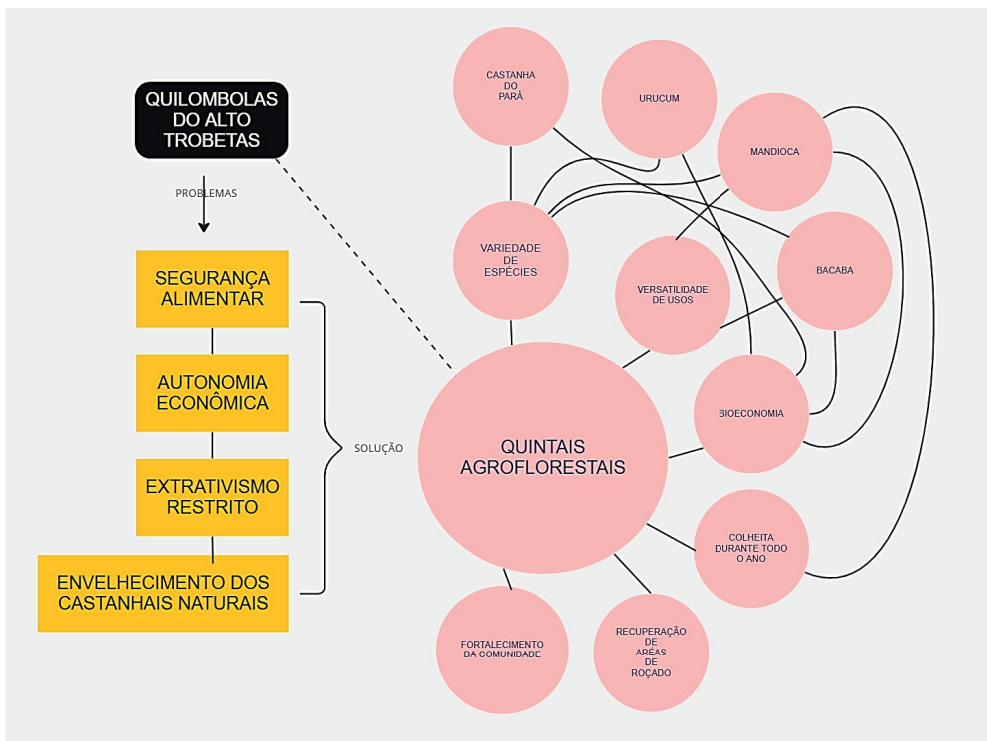 QUILOMBOLAS
DO ALTO
TROBETAS
PROBLEMAS
SEGURANÇA
ALIMENTAR
AUTONOMIA
ECONÔMICA
EXTRATIVISMO
RESTRITO
ENVELHECIMENTO DOS
CASTANHAIS NATURAIS
SOLUÇÃO
CASTANHA
DO
PARÁ
URUCUM
MANDIOCA
VARIEDADE
DE
ESPÉCIES
VERSATILIDADE
DE USOS
BACABA
BIOECONOMIA
QUINTAIS
AGROFLORESTAIS
COLHEITA
DURANTE TODO
O ANO
FORTALECIMENTO
DA COMUNIDADE
RECUPERAÇÃO
DE
ARÉAS
DE
ROÇADO